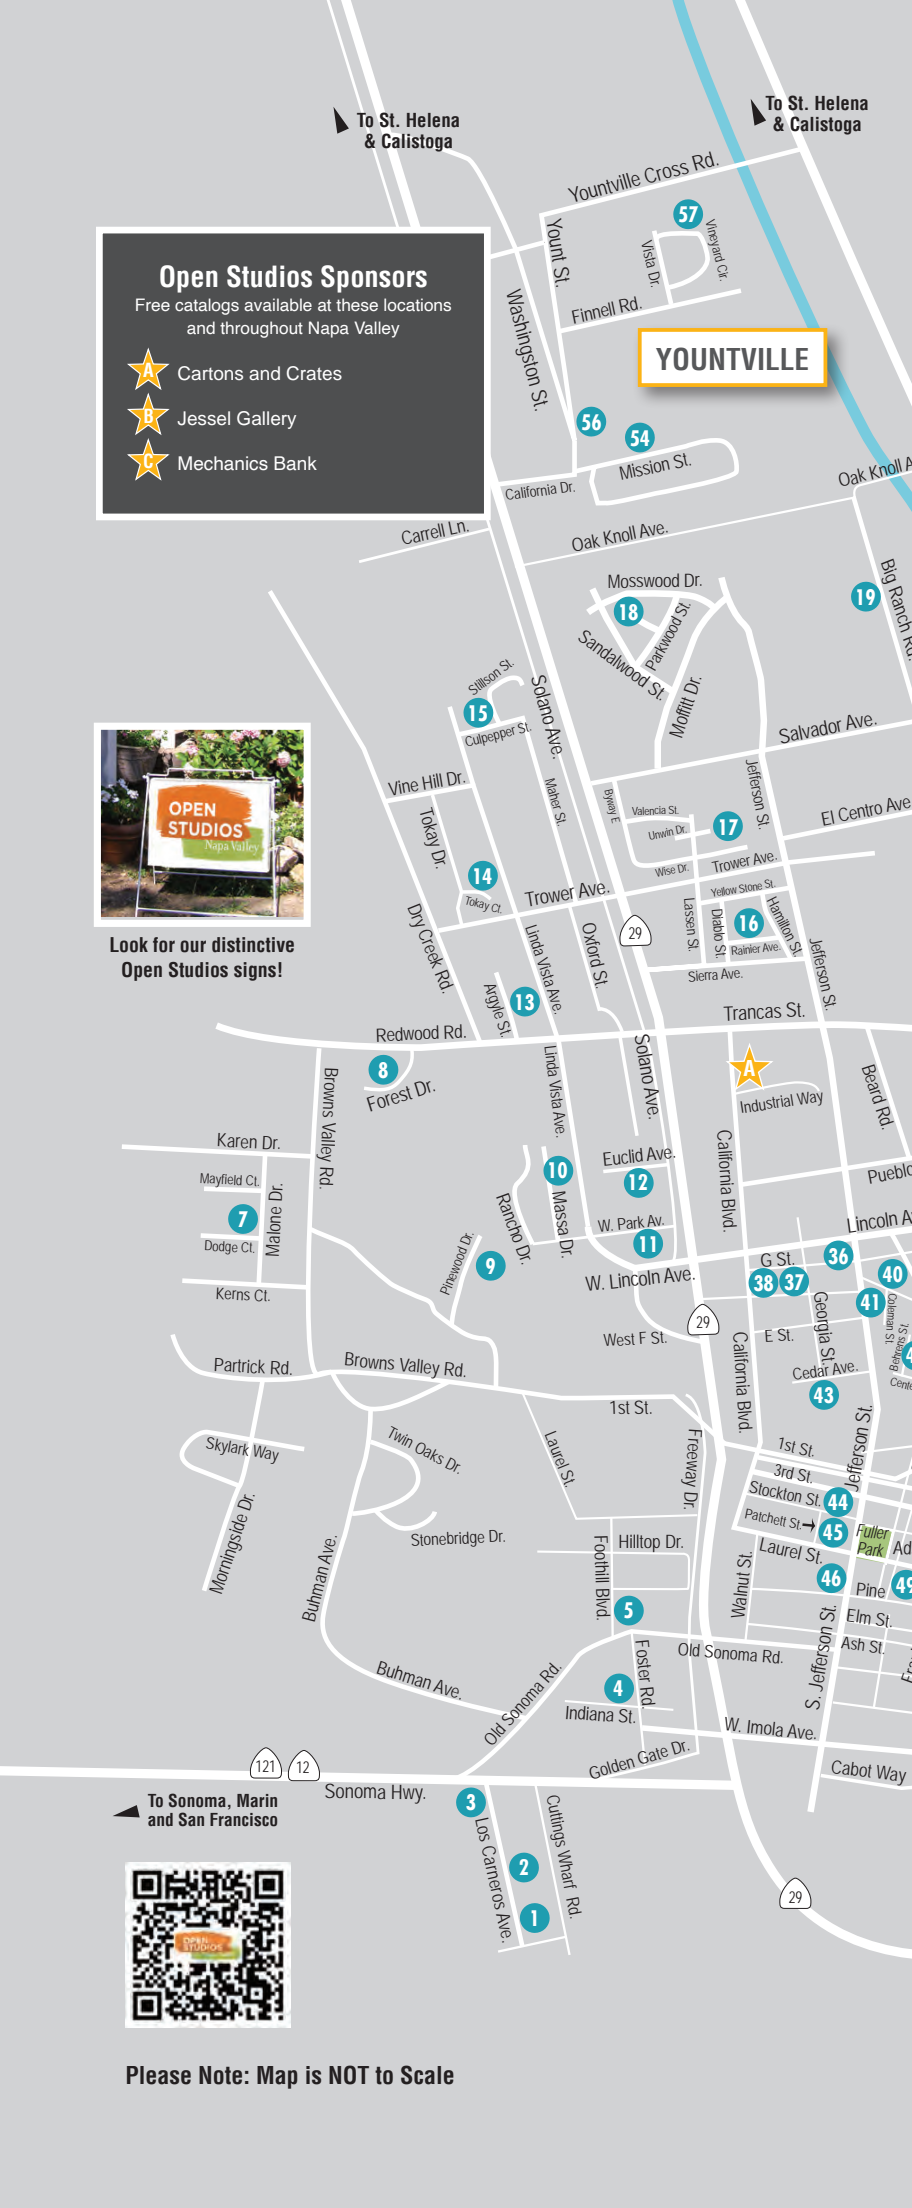 To St. Helena
& Calistoga
To St. Helena
& Calistoga
Yountville Cross Rd.
57
Vineyard Cir.
Vista Dr.
Yount St.
Finnell Rd.
Washingston St.
YOUNTVILLE
Open Studios Sponsors
Free catalogs available at these locations
and throughout Napa Valley
A Cartons and Crates
B Jessel Gallery
C Mechanics Bank
56
54
Mission St.
California Dr.
Oak Knoll A
Carrell Ln.
Oak Knoll Ave.
Big Ranch Rd.
19
Mosswood Dr.
18
Parkwood St.
Sandalwood St.
Moffitt Dr.
Stillson St.
15
Culpepper St.
Solano Ave.
Salvador Ave.
Jefferson St.
Vine Hill Dr.
Maher St.
Byway E
Valencia St.
Unwin Dr.
17
El Centro Ave
Tokay Dr.
14
Tokay Ct.
Wise Dr.
Trower Ave.
Trower Ave.
Yellow Stone St.
OPEN
STUDIOS
Napa Valley
Look for our distinctive
Open Studios signs!
Dry Creek Rd.
Linda Vista Ave.
Oxford St.
29
Lassen St.
Diablo St.
16
Hamilton St.
Rainier Ave.
Sierra Ave.
Jefferson St.
Argyle St.
13
Trancas St.
Redwood Rd.
8
Forest Dr.
Browns Valley Rd.
Linda Vista Ave.
Solano Ave.
A
Industrial Way
Beard Rd.
Karen Dr.
Mayfield Ct.
7
Malone Dr.
Dodge Ct.
Kerns Ct.
Euclid Ave.
10
12
Massa Dr.
Rancho Dr.
California Blvd.
Pueblo
W. Park Av.
11
Lincoln A
Pinewood Dr.
9
W. Lincoln Ave.
G St.
36
38
37
40
41
Coleman St.
Georgia St.
Behrens St.
4
29
West F St.
E St.
California Blvd.
Cedar Ave.
43
Cente
Partrick Rd.
Browns Valley Rd.
1st St.
Skylark Way
Twin Oaks Dr.
Laurel St.
Freeway Dr.
1st St.
Jefferson St.
3rd St.
Stockton St.
44
Patchett St.
45
Fuller
Park
Ad
Morningside Dr.
Stonebridge Dr.
Buhman Ave.
Foothill Blvd.
Hilltop Dr.
Walnut St.
Laurel St.
46
Pine
49
5
Elm St.
Old Sonoma Rd.
Ash St.
S. Jefferson St.
Buhman Ave.
Old Sonoma Rd.
4
Foster Rd.
Indiana St.
W. Imola Ave.
Golden Gate Dr.
Cabot Way
121
12
Sonoma Hwy.
To Sonoma, Marin
and San Francisco
3
Los Carneros Ave.
Cuttings Wharf Rd.
2
1
29
OPEN
STUDIOS
Please Note: Map is NOT to Scale